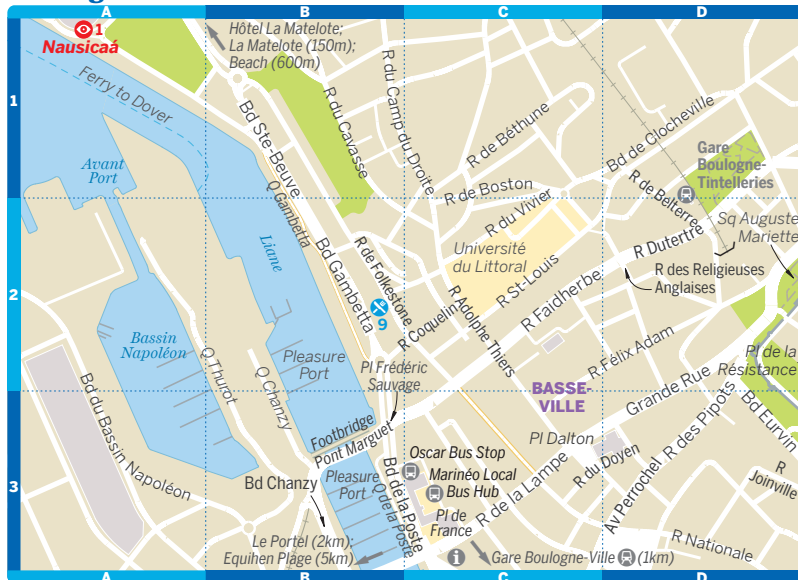 A
B
C
D
1
Nausicaá
Hôtel La Matelote;
La Matelote (150m);
Beach (600m)
Ferry to Dover
1
Bd Ste-Beuve
R du Cavasse
R du Camp du Droite
R de Béthune
Bd de Clocheville
Gare
Boulogne-
Tintelleries
Avant
Port
Q Gambetta
R de Boston
R de Belterre
R du Vivier
Sq Auguste
Mariette
Liane
Bd Gambetta
R de Folkestone
Université
du Littoral
R St-Louis
R Dutertre
R des Religieuses
Anglaises
2
9
R Coquelin
R Adolphe Thiers
R Faidherbe
Bassin
Napoléon
Q Thurot
Q Chanzy
Pleasure
Port
Pl Frédéric
Sauvage
R Félix Adam
Pl de la
Résistance
BASSE-
VILLE
Grande Rue
Bd du Bassin Napoléon
Footbridge
Pont Marguet
Pl Dalton
R des Pipots
Bd Eurvin
3
Oscar Bus Stop
Marinéo Local
Bus Hub
Pleasure
Port
Bd de la Poste
Q de la Poste
Bd Chanzy
R de la Lampe
R du Doyen
Av Perrochel
R
Joinville
Pl de
France
R Nationale
Le Portel (2km);
Equihen Plage (5km)
Gare Boulogne-Ville
(1km)
A
B
C
D